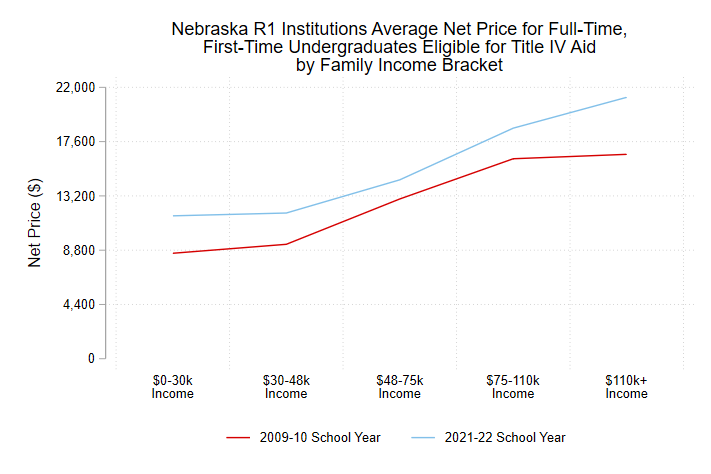 Nebraska R1 Institutions Average Net Price for Full-Time,
First-Time Undergraduates Eligible for Title IV Aid
by Family Income Bracket
Net Price ($)
22,000
17,600
13,200
8,800
4,400
0
$0-30k
Income
$30-48k
Income
$48-75k
Income
$75-110k
Income
$110k+
Income
2009-10 School Year
2021-22 School Year